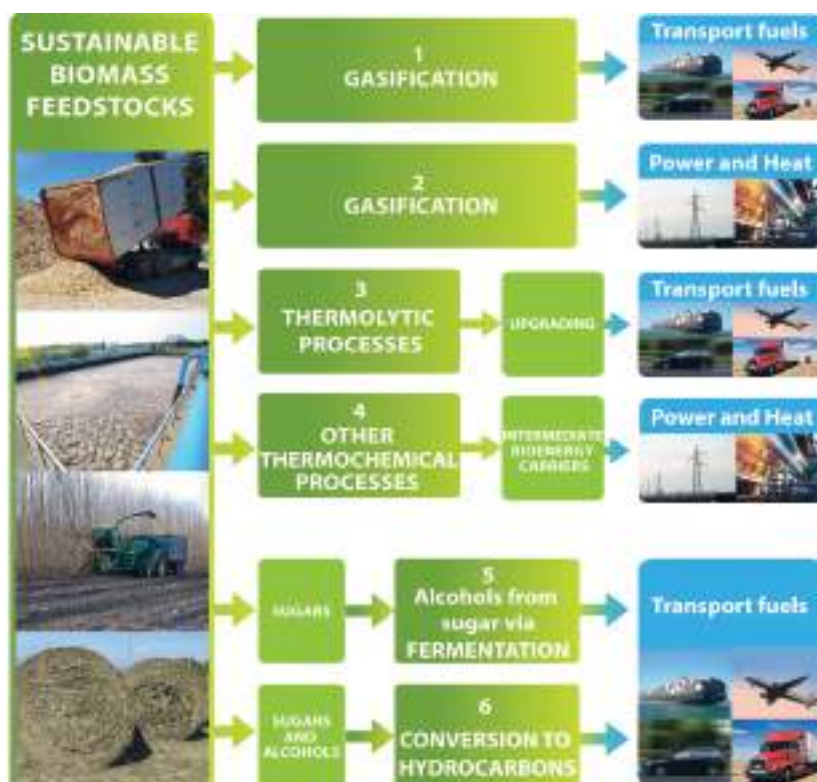 SUSTAINABLE
BIOMASS
FEEDSTOCKS
1
GASIFICATION
Transport fuels
2
GASIFICATION
Power and Heat
3
THERMOLYTIC
PROCESSES
UPGRADING
Transport fuels
4
OTHER
THERMOCHEMICAL
PROCESSES
INTERMEDIATE
BIOENERGY
CARRIERS
Power and Heat
SUGARS
5
Alcohols from
sugar via
FERMENTATION
Transport fuels
SUGARS
AND
ALCOHOLS
6
CONVERSION TO
HYDROCARBONS